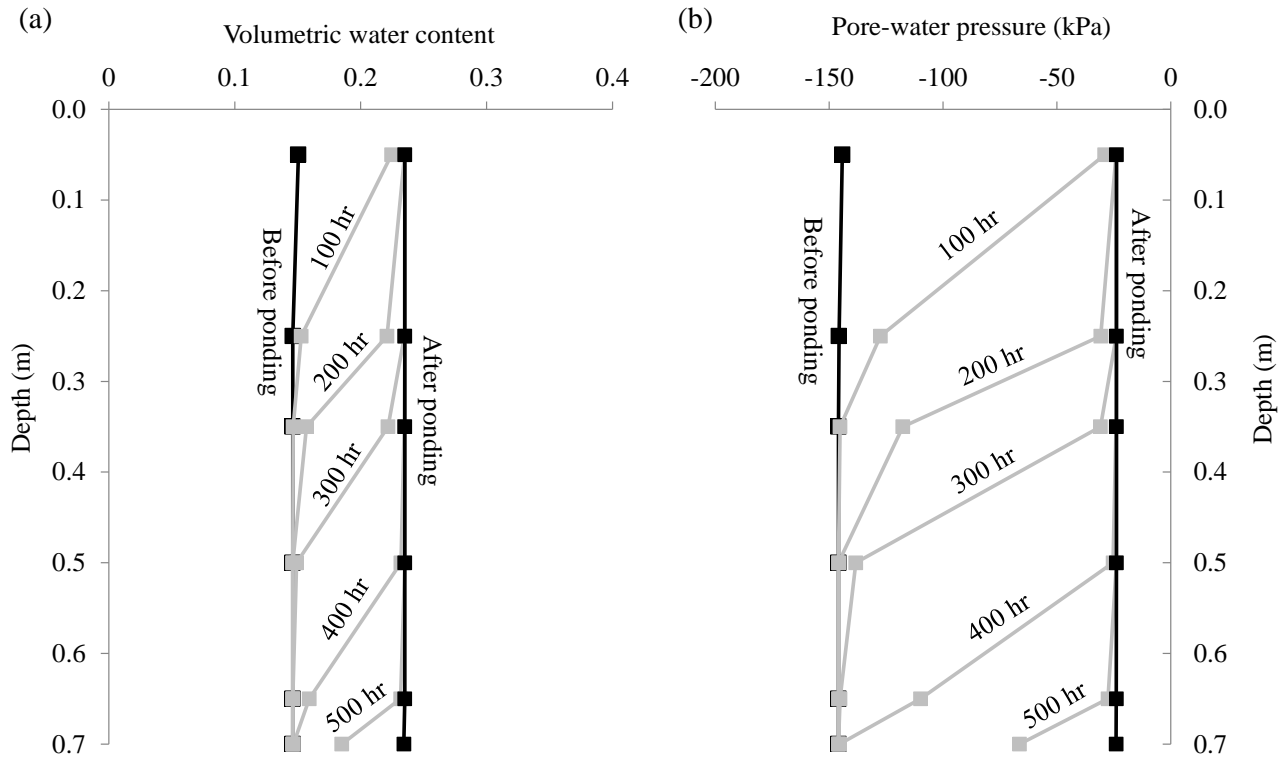 (a)
Volumetric water content
0 0.1 0.2 0.3 0.4
0.0
0.1
0.2
0.3
0.4
0.5
0.6
0.7
Depth (m)
Before ponding
After ponding
100 hr
200 hr
300 hr
400 hr
500 hr
(b)
Pore-water pressure (kPa)
-200 -150 -100 -50 0
0.0
0.1
0.2
0.3
0.4
0.5
0.6
0.7
Depth (m)
Before ponding
After ponding
100 hr
200 hr
300 hr
400 hr
500 hr